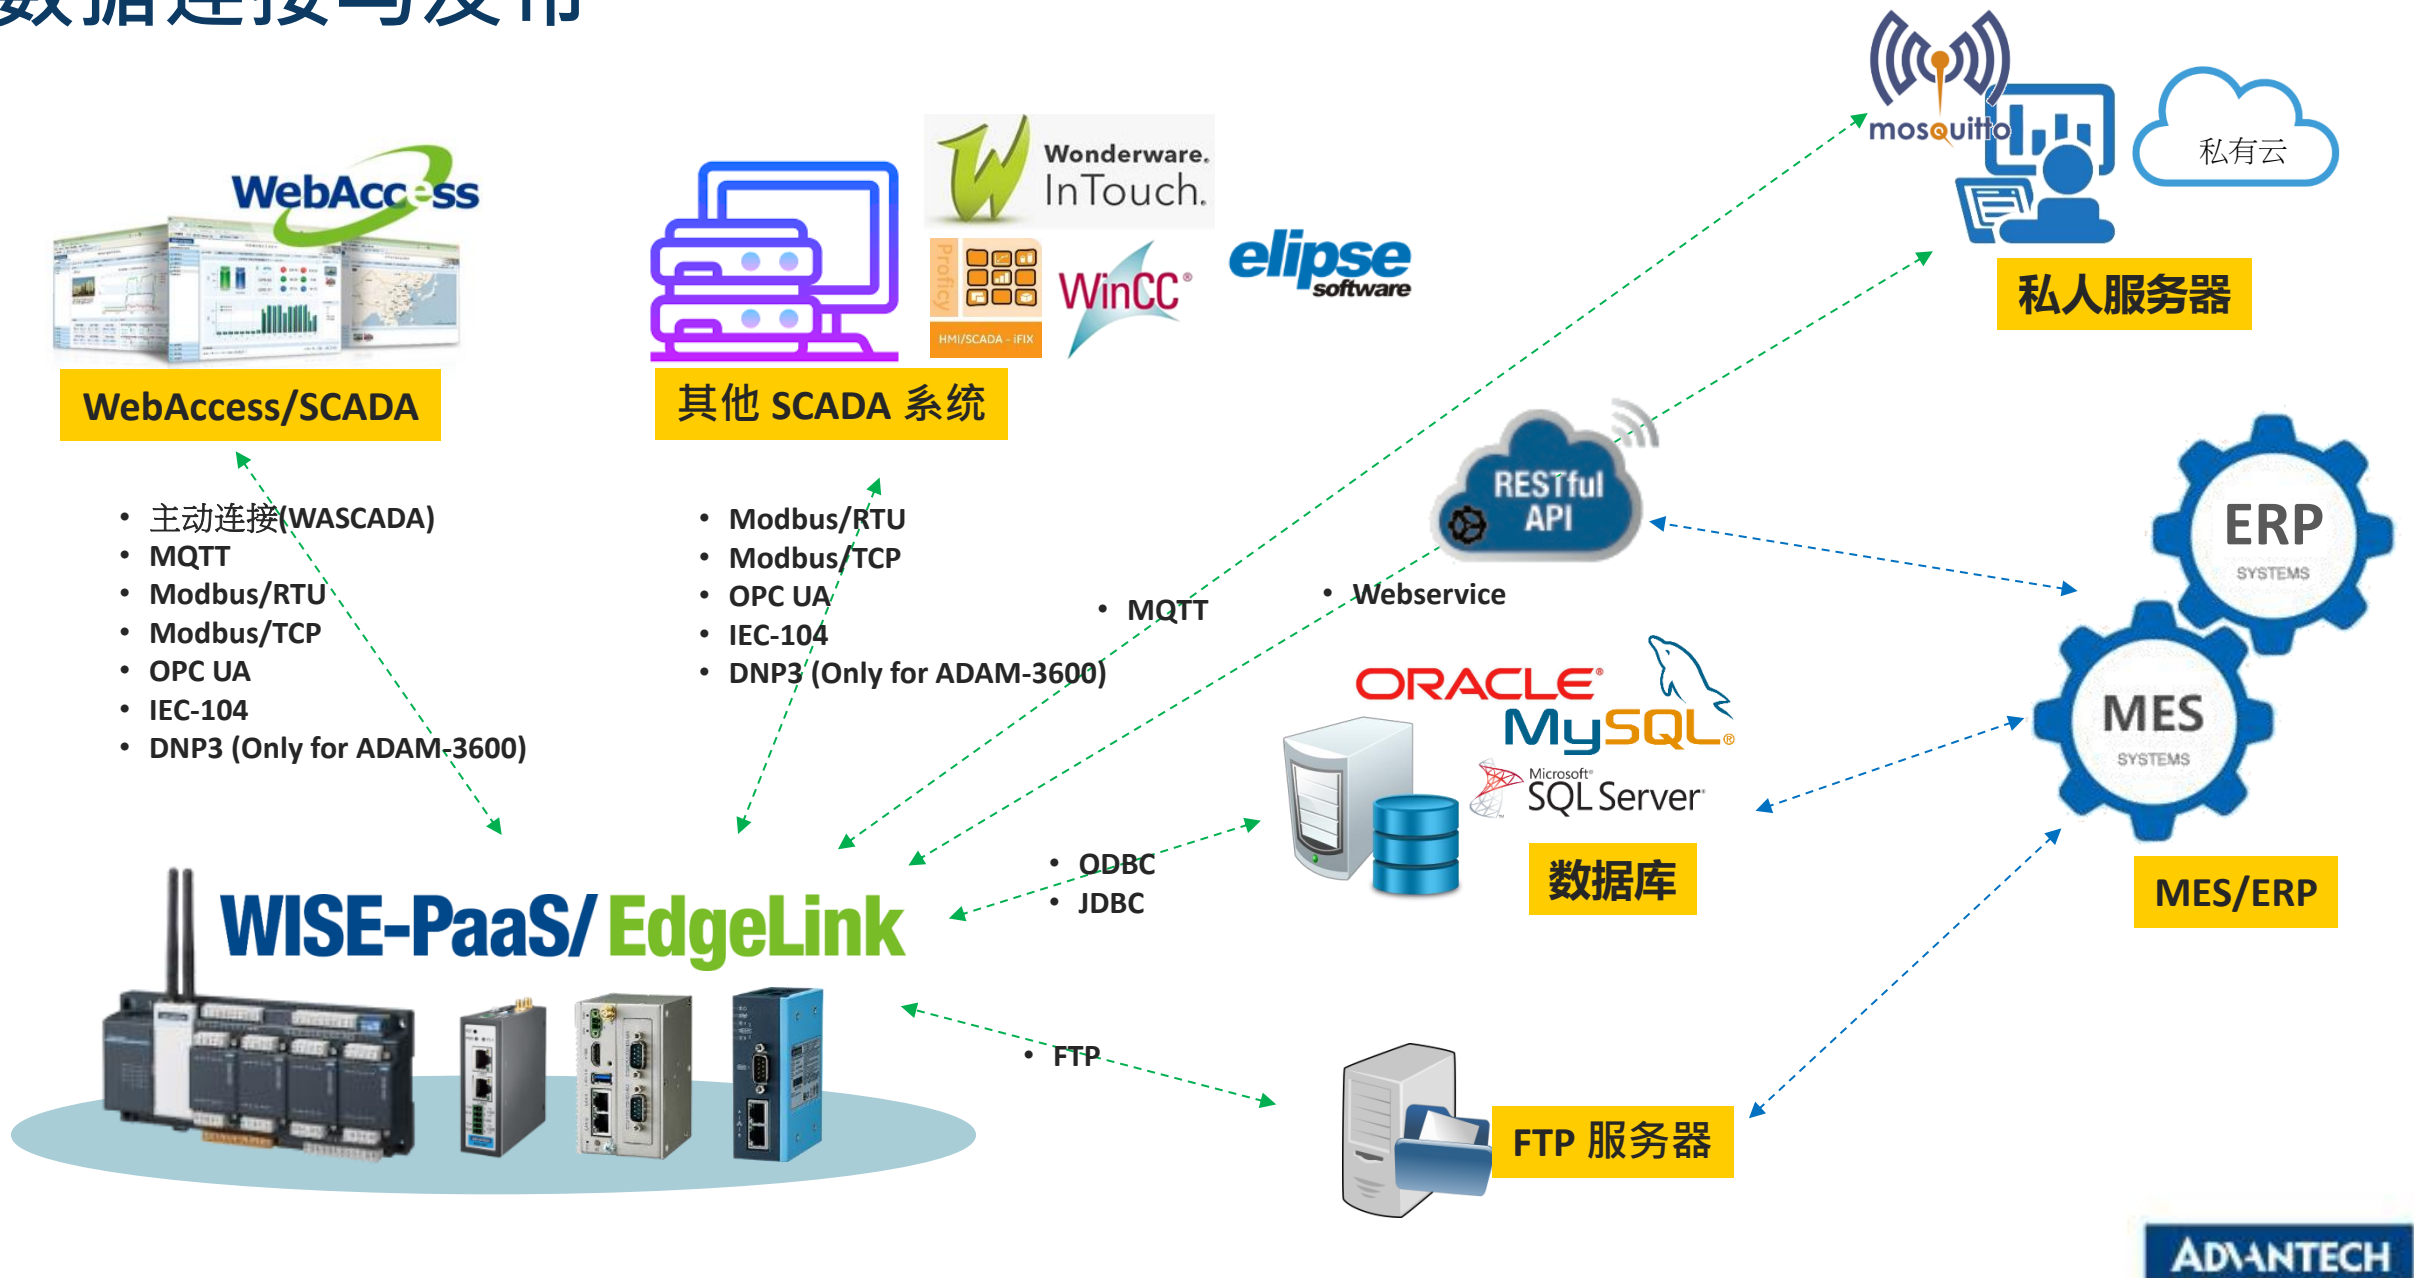 数据连接与发布
WebAccess
WebAccess/SCADA
Wonderware.
InTouch.
Proficy
HMI/SCADA - iFIX
WinCC®
elipse
software
其他 SCADA 系统
mosquitto
私有云
私人服务器
• 主动连接(WASCADA)
• MQTT
• Modbus/RTU
• Modbus/TCP
• OPC UA
• IEC-104
• DNP3 (Only for ADAM-3600)
• Modbus/RTU
• Modbus/TCP
• OPC UA
• IEC-104
• DNP3 (Only for ADAM-3600)
• MQTT
RESTful
API
• Webservice
ORACLE®
MySQL®
Microsoft®
SQL Server
数据库
• ODBC
• JDBC
ERP
SYSTEMS
MES
SYSTEMS
MES/ERP
WISE-PaaS/EdgeLink
• FTP
FTP 服务器
ADVANTECH